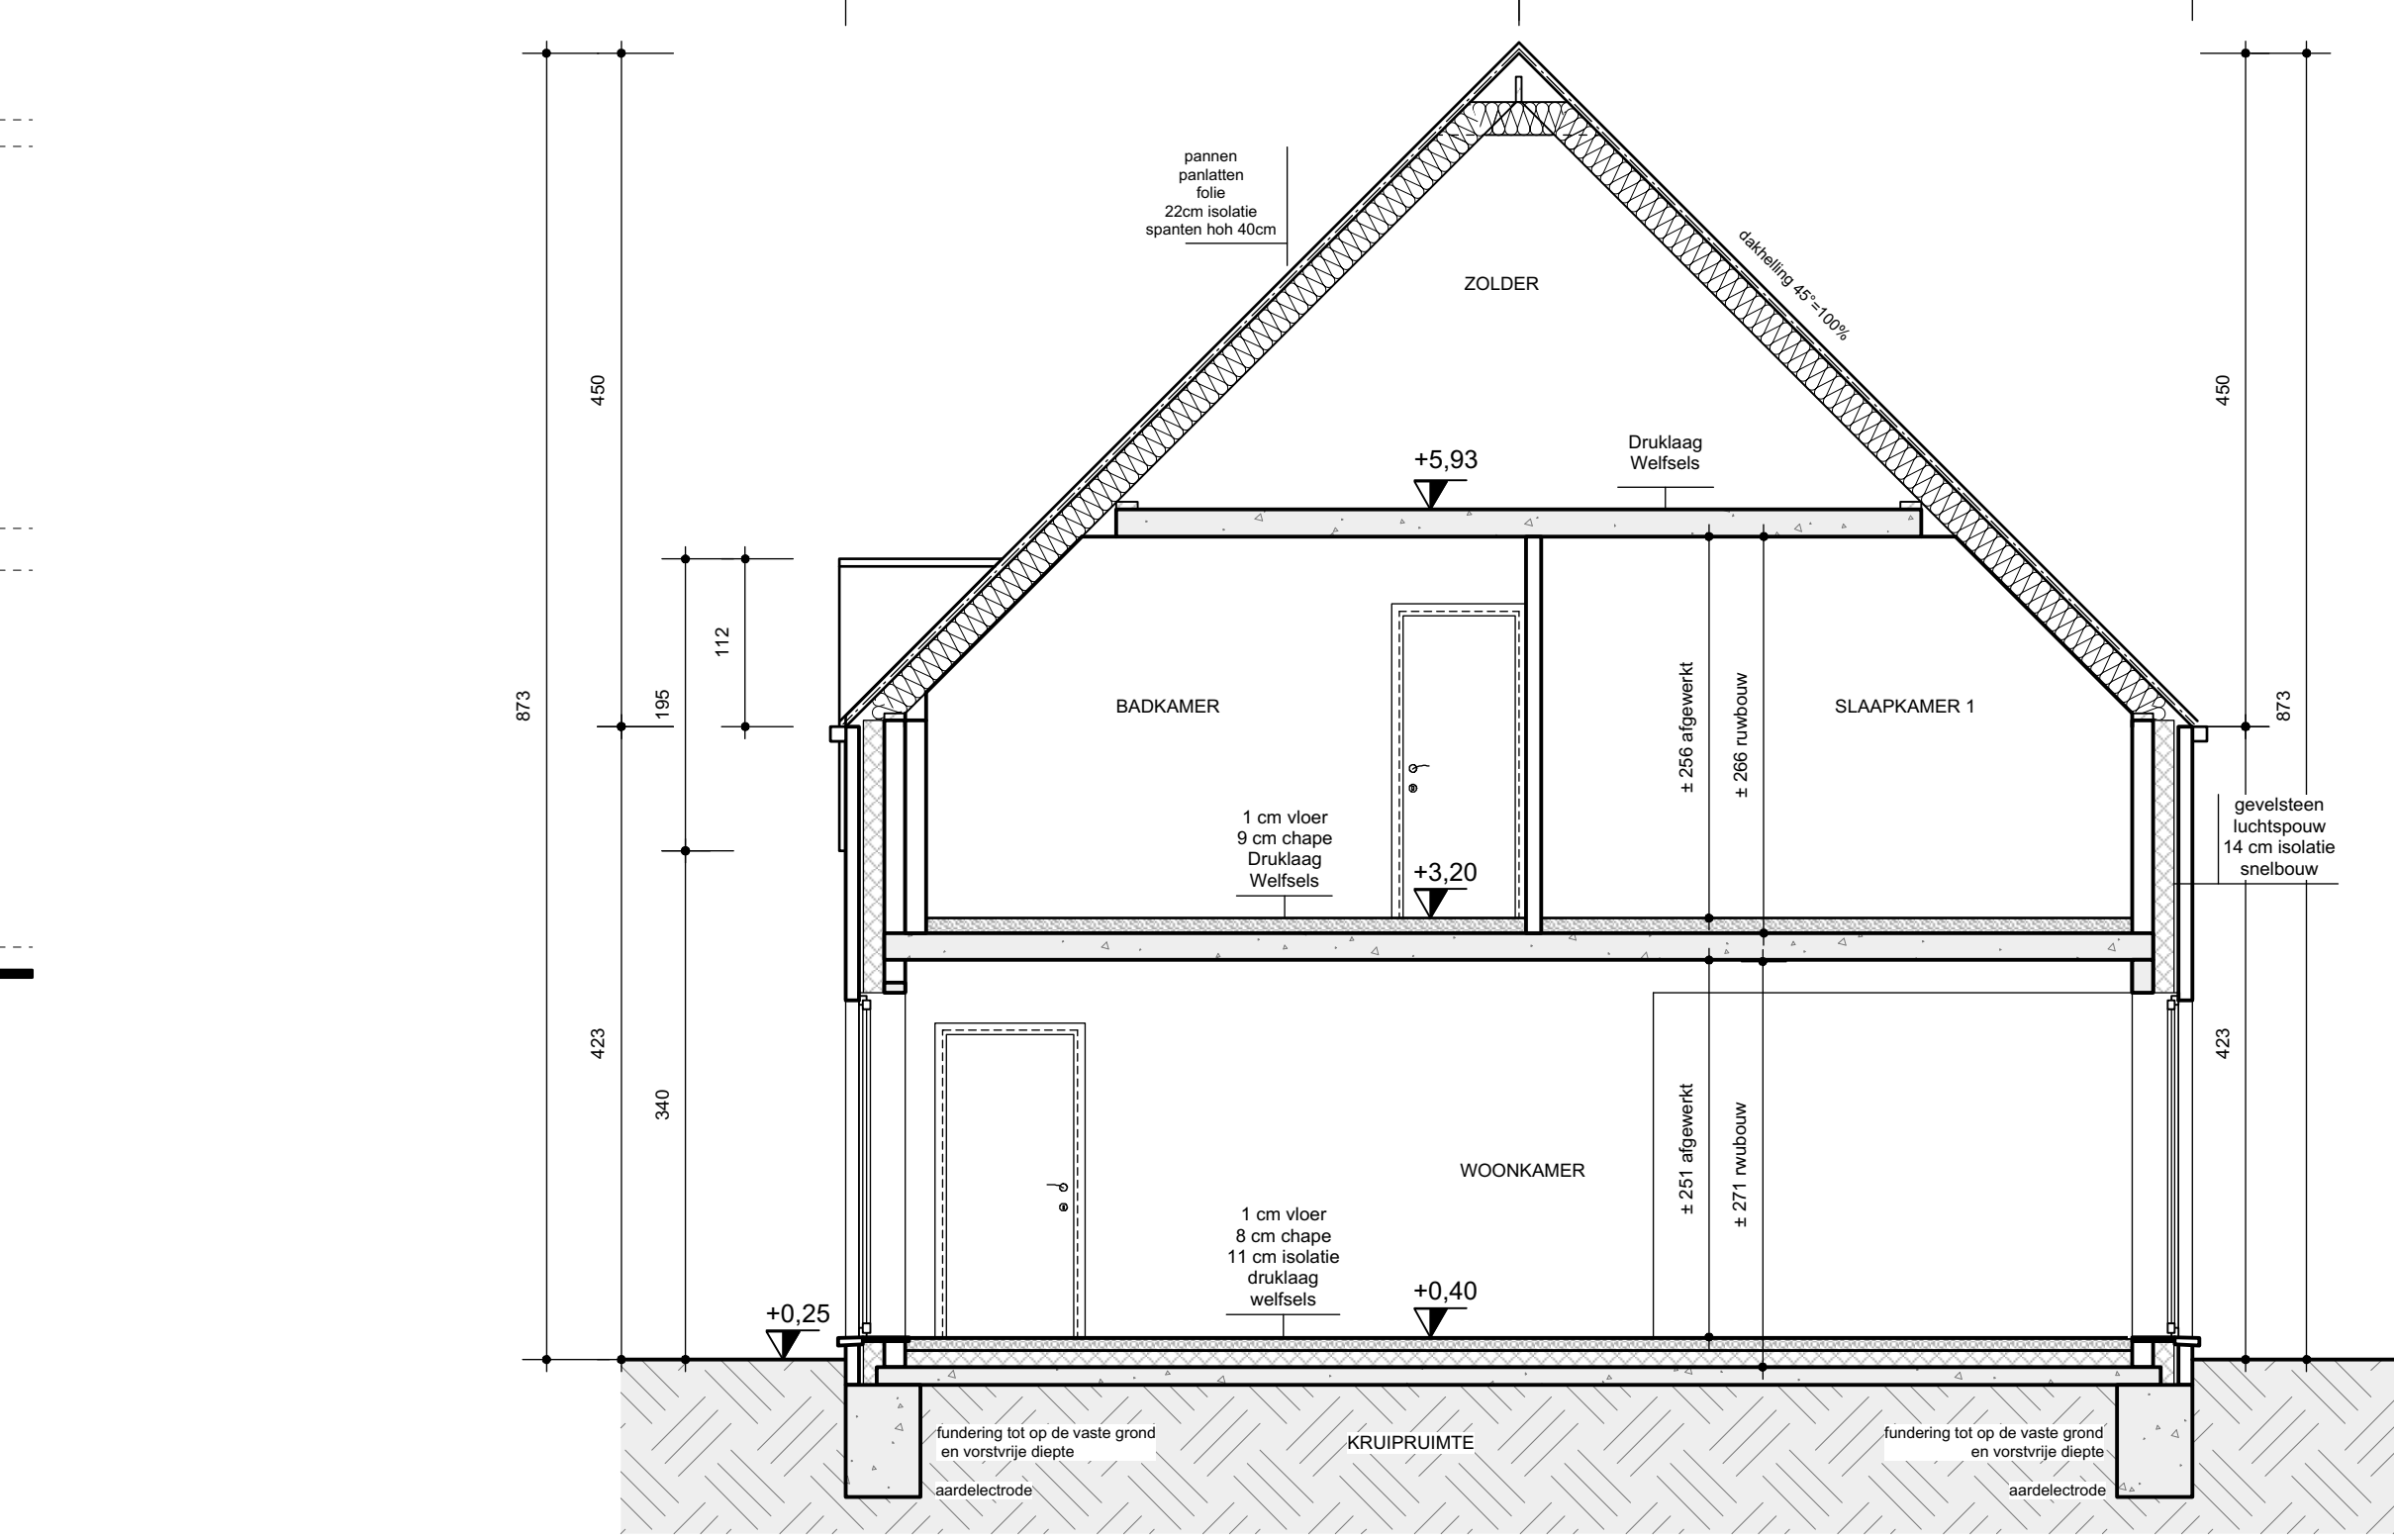 pannen
panlatten
folie
22cm isolatie
spanten hoh 40cm
dakhelling 45°=100%
ZOLDER
450
450
Druklaag
Welfsels
+5,93
112
195
873
BADKAMER
± 256 afgewerkt
± 266 ruwbouw
SLAAPKAMER 1
873
gevelsteen
luchtspouw
14 cm isolatie
snelbouw
1 cm vloer
9 cm chape
Druklaag
Welfsels
+3,20
423
423
340
WOONKAMER
± 251 afgewerkt
± 271 rwubouw
1 cm vloer
8 cm chape
11 cm isolatie
druklaag
welfsels
+0,40
+0,25
fundering tot op de vaste grond
en vorstvrije diepte
aardelectrode
KRUIPRUIMTE
fundering tot op de vaste grond
en vorstvrije diepte
aardelectrode